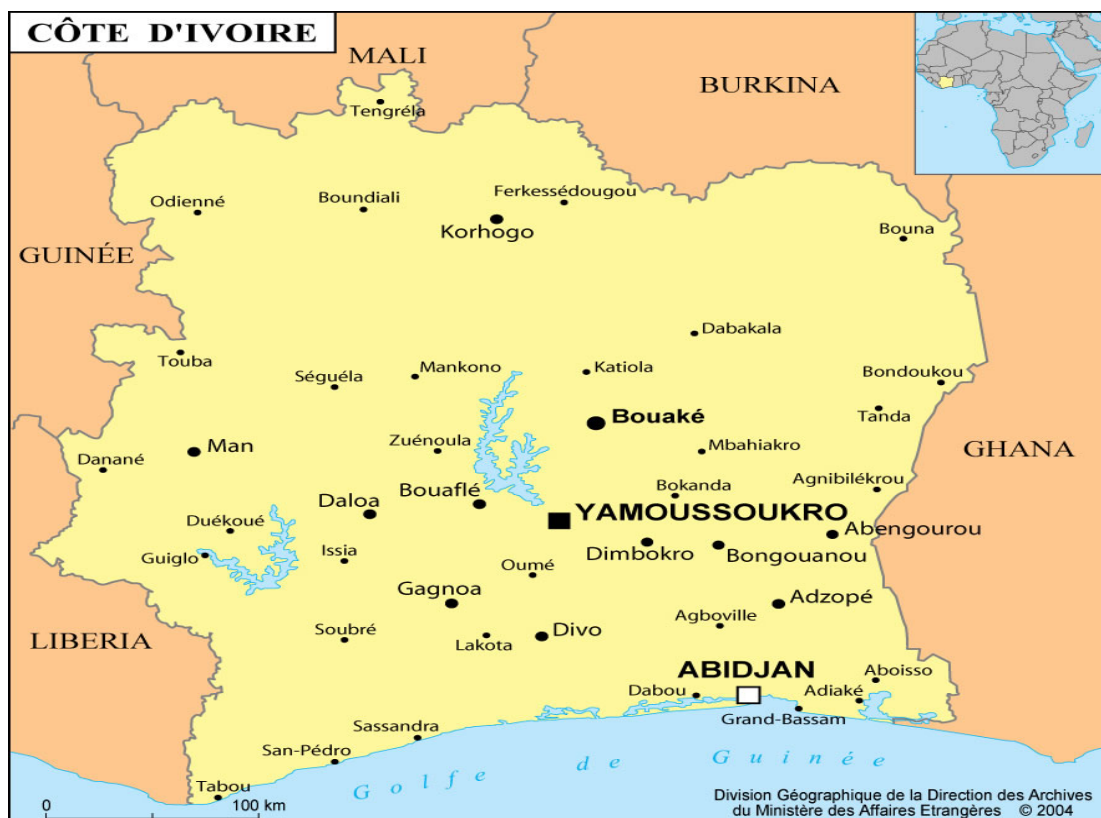 CÔTE D'IVOIRE
MALI
BURKINA
Tengréla
Odienné
Boundiali
Ferkessédougou
Korhogo
Bouna
GUINÉE
Dabakala
Touba
Séguéla
Mankono
Katiola
Bondoukou
Tanda
Bouaké
Man
Danané
Zuénoula
Mbahiakro
GHANA
Bouaflé
Bokanda
Agnibilékrou
Daloa
YAMOUSSOUKRO
Duékoué
Abengourou
Guiglo
Issia
Dimbokro
Bongouanou
Oumé
Gagnoa
Adzopé
LIBERIA
Soubré
Lakota
Divo
Agboville
ABIDJAN
Dabou
Adiaké
Aboisso
Grand-Bassam
Sassandra
San-Pédro
Golfe de Guinée
Tabou
0 100 km
Division Géographique de la Direction des Archives
du Ministère des Affaires Etrangères © 2004